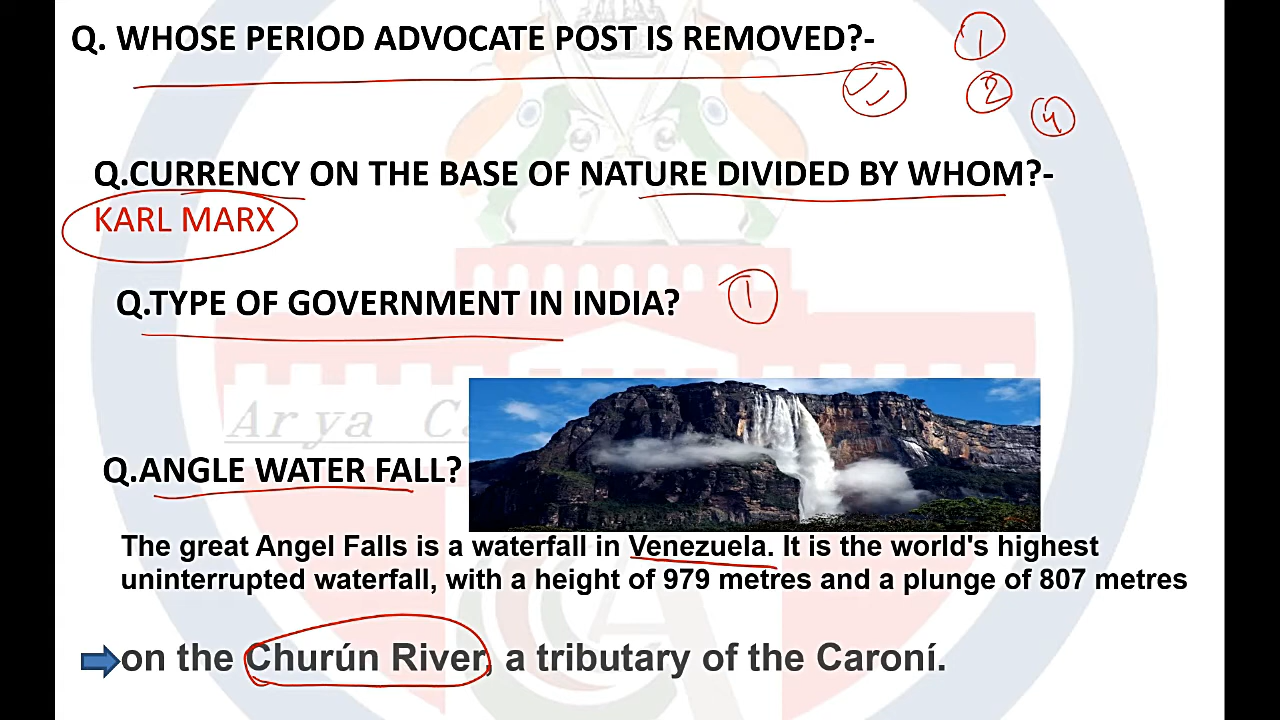 Q. WHOSE PERIOD ADVOCATE POST IS REMOVED?-
1
2
4
Q.CURRENCY ON THE BASE OF NATURE DIVIDED BY WHOM?-
KARL MARX
Q.TYPE OF GOVERNMENT IN INDIA?
1
Arya C
Q.ANGLE WATER FALL?
The great Angel Falls is a waterfall in Venezuela. It is the world's highest
uninterrupted waterfall, with a height of 979 metres and a plunge of 807 metres
on the Churún River, a tributary of the Caroní.